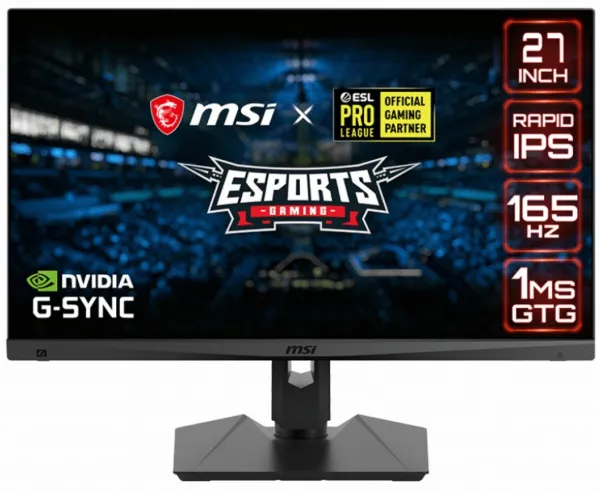 msi × ESL PRO LEAGUE OFFICIAL GAMING PARTNER
ESPORTS
GAMING
NVIDIA
G-SYNC
27
INCH
RAPID
IPS
165
HZ
1MS
GTG
msi